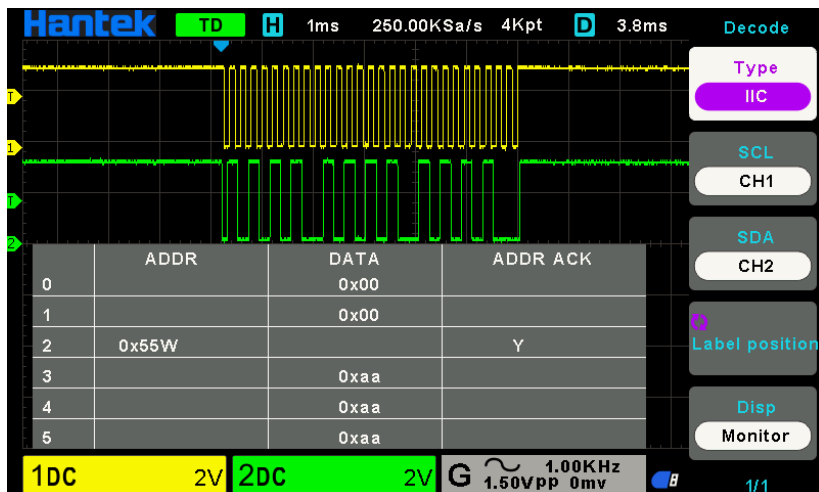 Hantek TD H 1ms 250.00KSa/s 4Kpt D 3.8ms Decode
Type
IIC
T
1
SCL
CH1
T
SDA
CH2
2
ADDR DATA ADDR ACK
0 0x00
1 0x00
2 0x55W Y
Label position
3 0xaa
4 0xaa
5 0xaa
Disp
Monitor
1DC 2V 2DC 2V G 1.00KHz
1.50Vpp 0mv
1/1